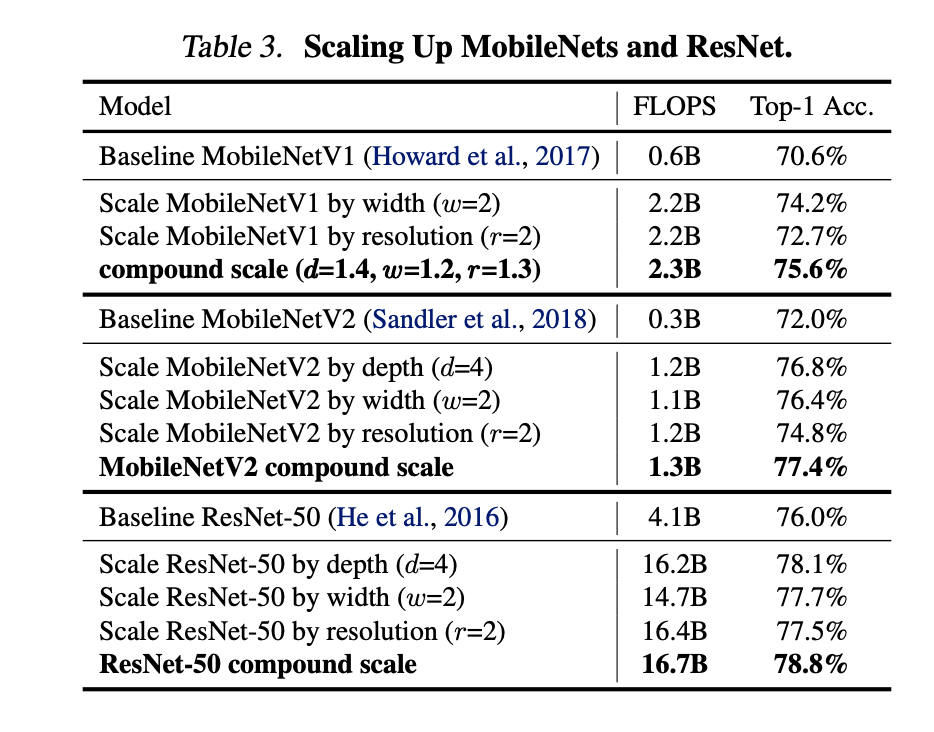 Table 3. Scaling Up MobileNets and ResNet.
Model FLOPS Top-1 Acc.
Baseline MobileNetV1 (Howard et al., 2017) 0.6B 70.6%
Scale MobileNetV1 by width (w=2) 2.2B 74.2%
Scale MobileNetV1 by resolution (r=2) 2.2B 72.7%
compound scale (d=1.4, w=1.2, r=1.3) 2.3B 75.6%
Baseline MobileNetV2 (Sandler et al., 2018) 0.3B 72.0%
Scale MobileNetV2 by depth (d=4) 1.2B 76.8%
Scale MobileNetV2 by width (w=2) 1.1B 76.4%
Scale MobileNetV2 by resolution (r=2) 1.2B 74.8%
MobileNetV2 compound scale 1.3B 77.4%
Baseline ResNet-50 (He et al., 2016) 4.1B 76.0%
Scale ResNet-50 by depth (d=4) 16.2B 78.1%
Scale ResNet-50 by width (w=2) 14.7B 77.7%
Scale ResNet-50 by resolution (r=2) 16.4B 77.5%
ResNet-50 compound scale 16.7B 78.8%